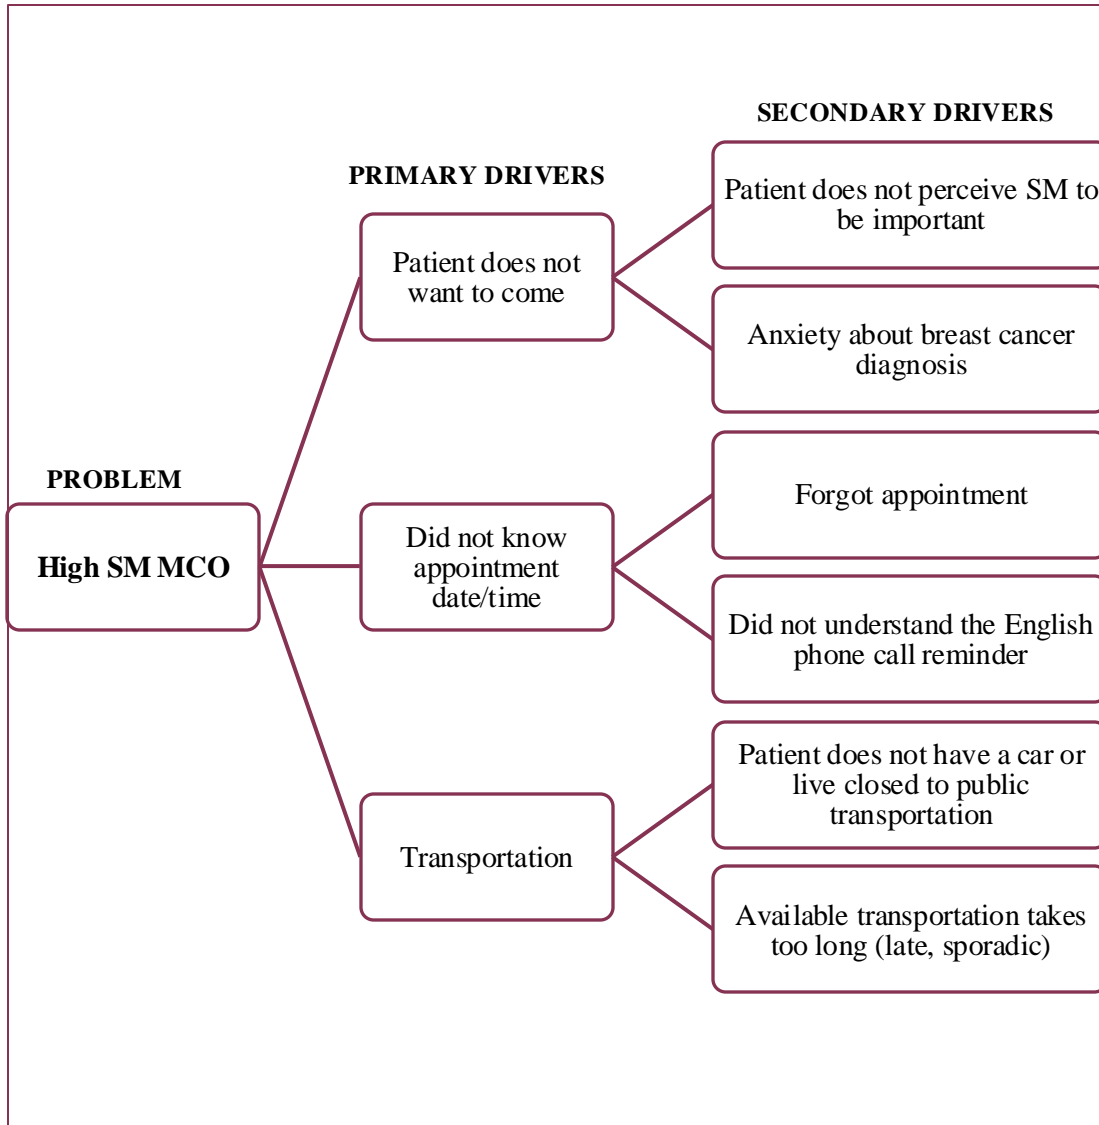 SECONDARY DRIVERS
PRIMARY DRIVERS
PROBLEM
High SM MCO
Patient does not
want to come
Did not know
appointment
date/time
Transportation
Patient does not perceive SM to
be important
Anxiety about breast cancer
diagnosis
Forgot appointment
Did not understand the English
phone call reminder
Patient does not have a car or
live closed to public
transportation
Available transportation takes
too long (late, sporadic)